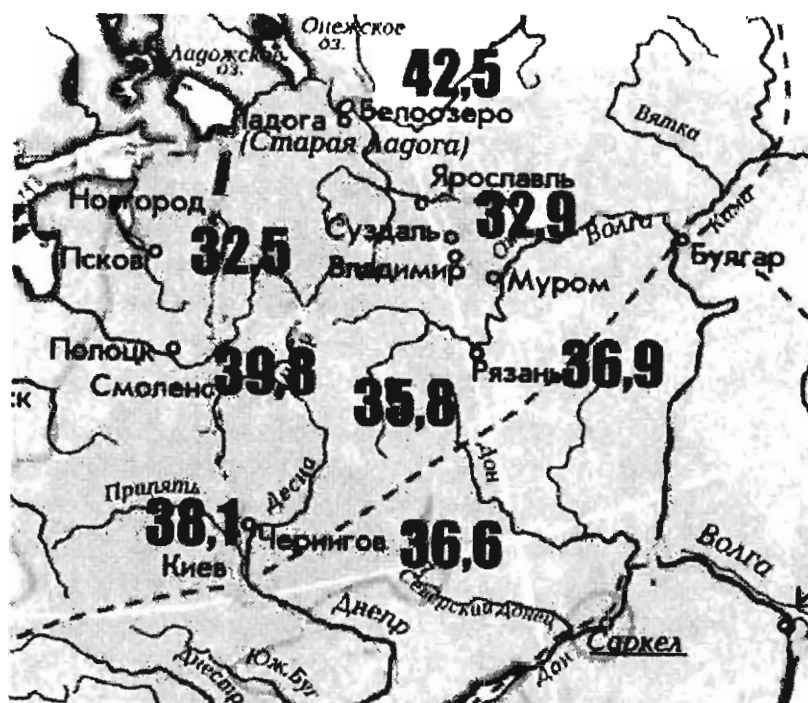 Онежское
оз.
Ладожское
оз.
42,5
Ладога
Белоозеро
(Старая Ладога)
Вятка
Ярославль
Новгород
32,9
Волга
Кама
Суздаль
Псков
32,5
Владимир
Булгар
Муром
Полоцк
Рязань
36,9
Смоленс
39,8
35,8
ск
Дон
Десна
Припять
38,1
Чернигов
36,6
Киев
Волга
Северский Донец
Днепр
Саркел
Юж.Буг
Днестр
Дон